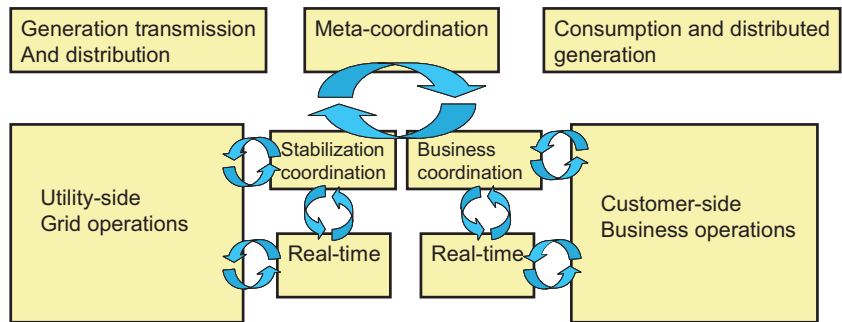 Generation transmission
And distribution
Meta-coordination
Consumption and distributed
generation
Stabilization
coordination
Business
coordination
Utility-side
Grid operations
Customer-side
Business operations
Real-time
Real-time